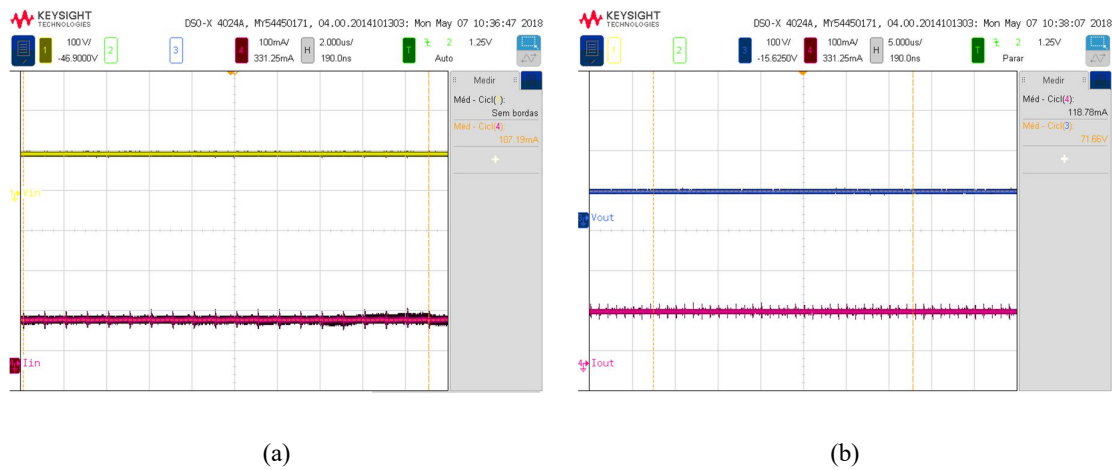 KEYSIGHT
TECHNOLOGIES
DSO-X 4024A, MY54450171, 04.00.2014101303: Mon May 07 10:36:47 2018
1 100V/ 2 3 4 100mA/ H 2.000us/ T 2 1.25V
-46.9000V 331.25mA 190.0ns Auto
Medir
Méd - Cicl( ):
Sem bordas
Méd - Cicl(4):
107.19mA
Iin
KEYSIGHT
TECHNOLOGIES
DSO-X 4024A, MY54450171, 04.00.2014101303: Mon May 07 10:38:07 2018
1 2 3 100V/ 4 100mA/ H 5.000us/ T 2 1.25V
-15.6250V 331.25mA 190.0ns Parar
Medir
Méd - Cicl(4):
118.78mA
Méd - Cicl(3):
71.66V
Vout
4 Iout
(a)
(b)